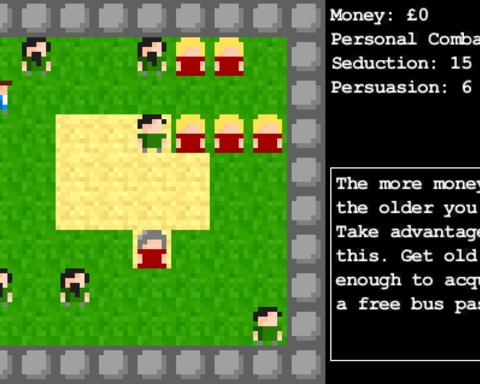 Money: £0
Personal Comba
Seduction: 15
Persuasion: 6
The more money
the older you
Take advantage
this. Get old
enough to acqu
a free bus pas